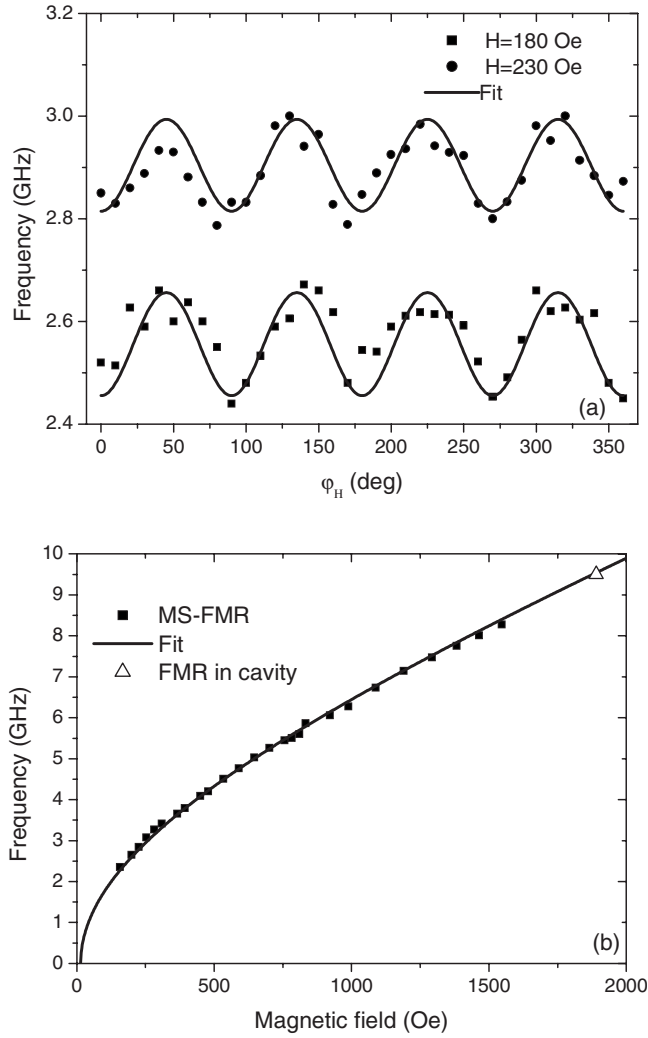 3.2
3.0
2.8
2.6
2.4
Frequency (GHz)
H=180 Oe
H=230 Oe
Fit
(a)
0 50 100 150 200 250 300 350
φH (deg)
10
9
8
7
6
5
4
3
2
1
0
Frequency (GHz)
MS-FMR
Fit
FMR in cavity
(b)
0 500 1000 1500 2000
Magnetic field (Oe)